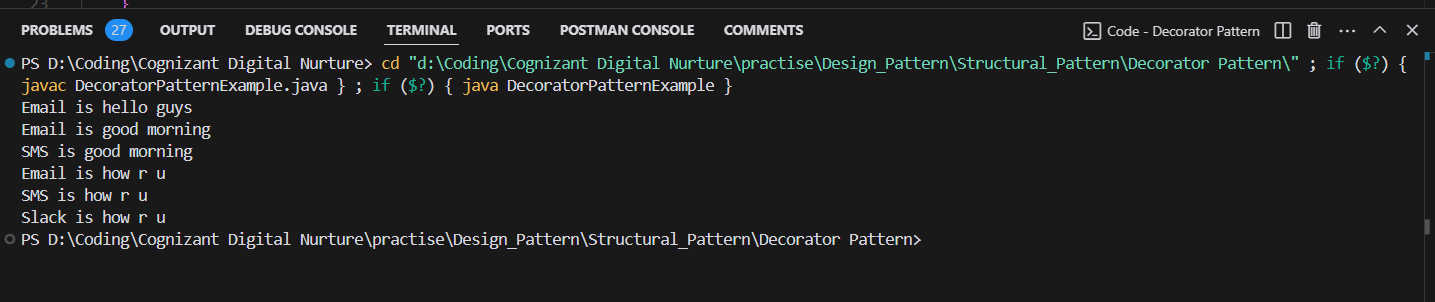 23 }
PROBLEMS 27 OUTPUT DEBUG CONSOLE TERMINAL PORTS POSTMAN CONSOLE COMMENTS Code - Decorator Pattern
PS D:\Coding\Cognizant Digital Nurture> cd "d:\Coding\Cognizant Digital Nurture\practise\Design_Pattern\Structural_Pattern\Decorator Pattern\" ; if ($?) {
javac DecoratorPatternExample.java } ; if ($?) { java DecoratorPatternExample }
Email is hello guys
Email is good morning
SMS is good morning
Email is how r u
SMS is how r u
Slack is how r u
PS D:\Coding\Cognizant Digital Nurture\practise\Design_Pattern\Structural_Pattern\Decorator Pattern>